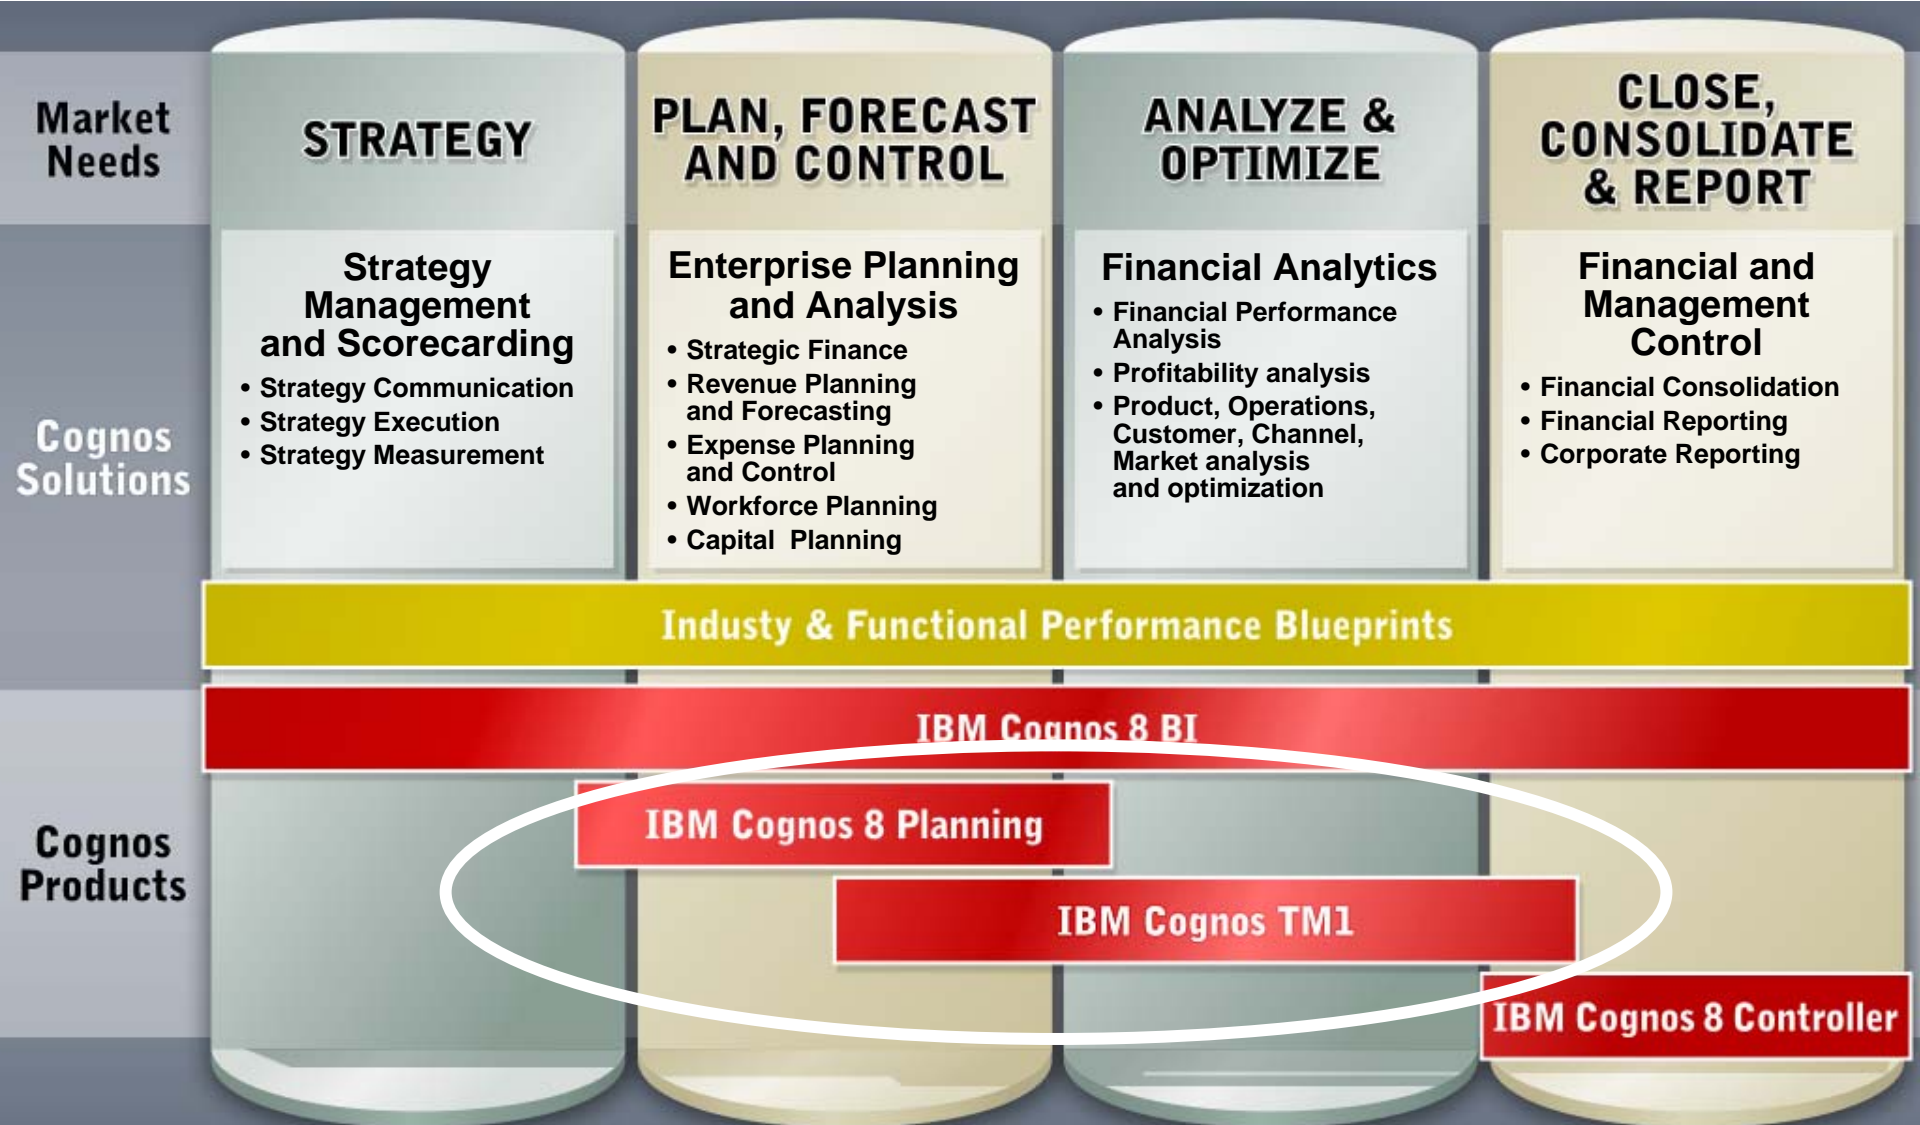 Market
Needs
STRATEGY
PLAN, FORECAST
AND CONTROL
ANALYZE &
OPTIMIZE
CLOSE,
CONSOLIDATE
& REPORT
Cognos
Solutions
Strategy
Management
and Scorecarding
• Strategy Communication
• Strategy Execution
• Strategy Measurement
Enterprise Planning
and Analysis
• Strategic Finance
• Revenue Planning
and Forecasting
• Expense Planning
and Control
• Workforce Planning
• Capital  Planning
Financial Analytics
• Financial Performance
Analysis
• Profitability analysis
• Product, Operations,
Customer, Channel,
Market analysis
and optimization
Financial and
Management
Control
• Financial Consolidation
• Financial Reporting
• Corporate Reporting
Industy & Functional Performance Blueprints
Cognos
Products
IBM Cognos 8 BI
IBM Cognos 8 Planning
IBM Cognos TM1
IBM Cognos 8 Controller